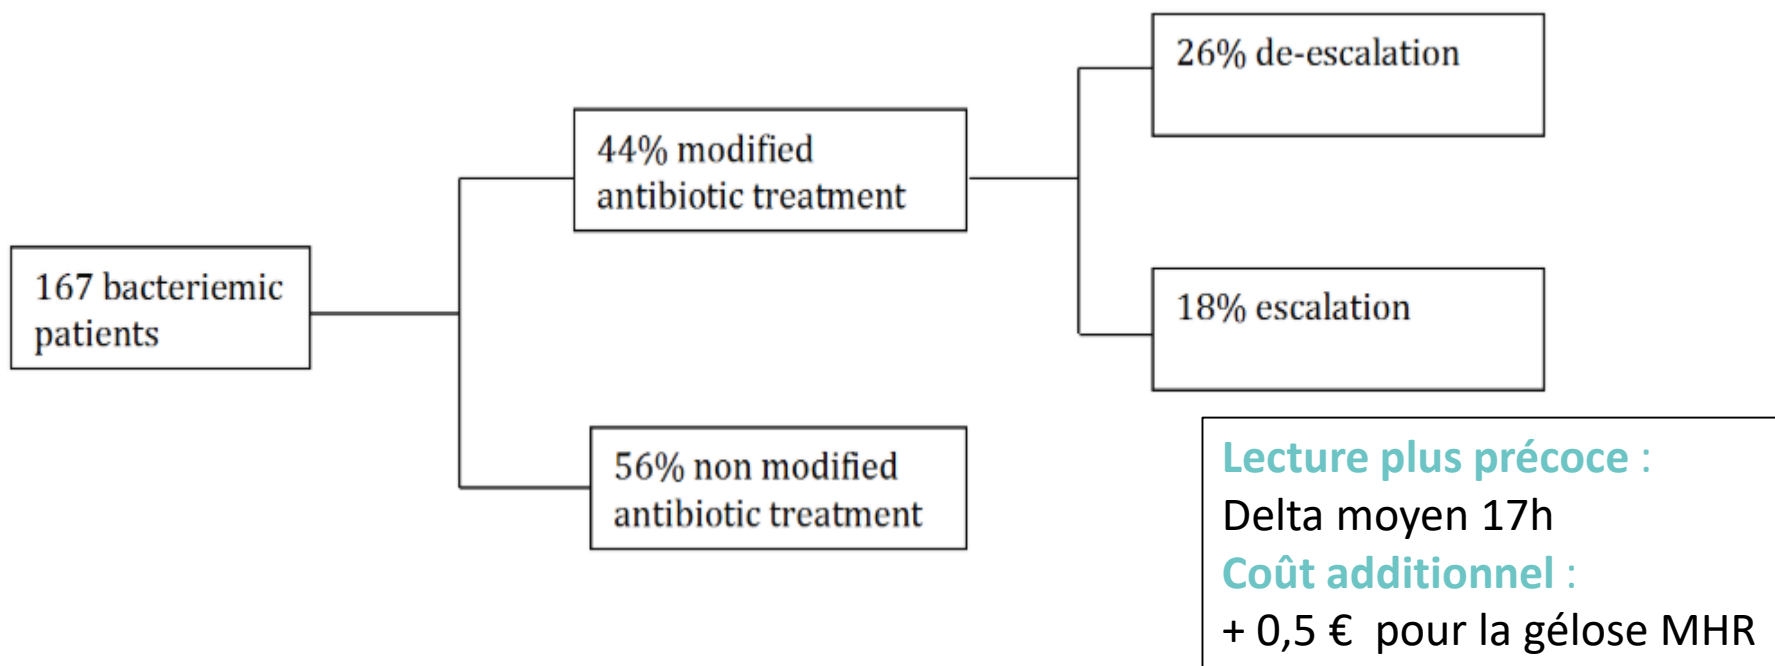 167 bacteriemic
patients
44% modified
antibiotic treatment
56% non modified
antibiotic treatment
26% de-escalation
18% escalation
Lecture plus précoce :
Delta moyen 17h
Coût additionnel :
+ 0,5 € pour la gélose MHR